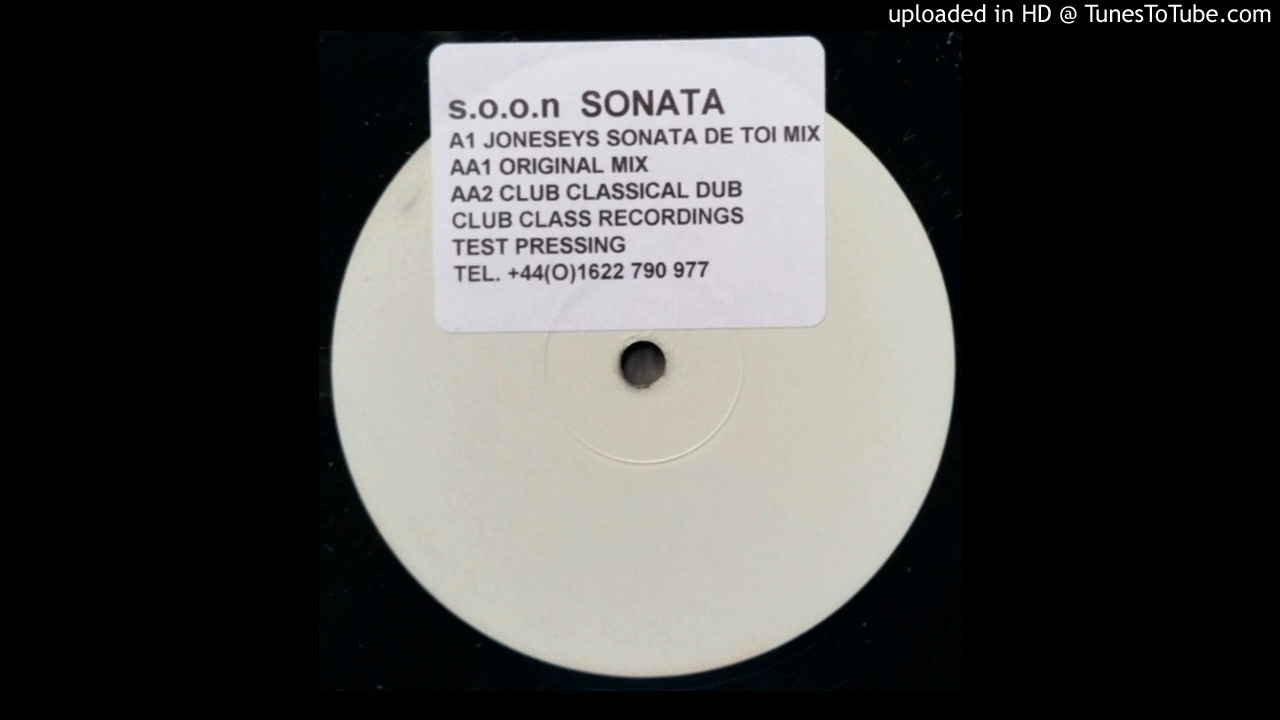 uploaded in HD @ TunesToTube.com
s.o.o.n SONATA
A1 JONESEYS SONATA DE TOI MIX
AA1 ORIGINAL MIX
AA2 CLUB CLASSICAL DUB
CLUB CLASS RECORDINGS
TEST PRESSING
TEL. +44(O)1622 790 977